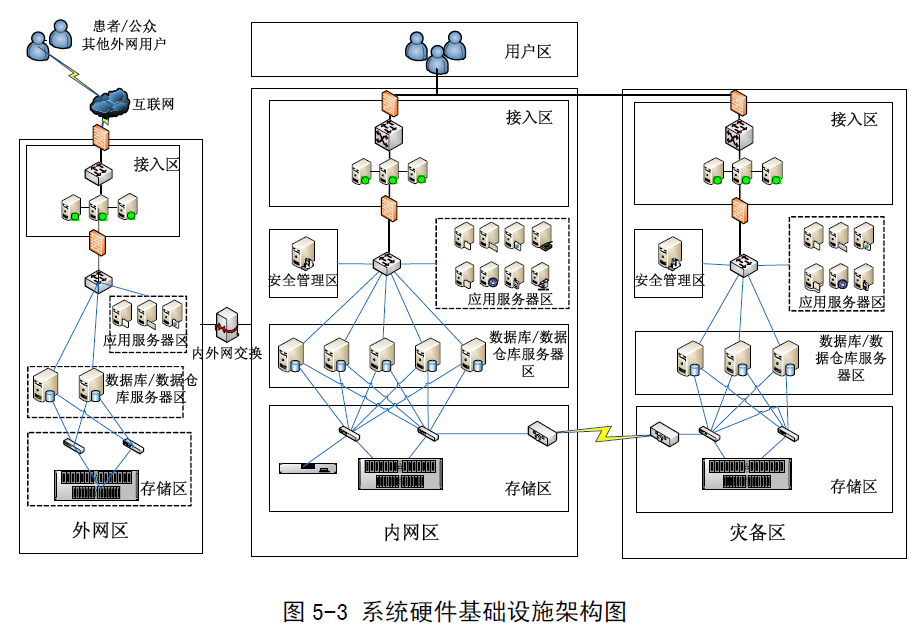 患者/公众
其他外网用户
互联网
接入区
应用服务器区
数据库/数据仓
库服务器区
存储区
外网区
内外网交换
用户区
接入区
安全管理区
应用服务器区
数据库/数据
仓库服务器
区
存储区
内网区
接入区
安全管理区
应用服务器区
数据库/数
据仓库服务
器区
存储区
灾备区
图 5-3 系统硬件基础设施架构图